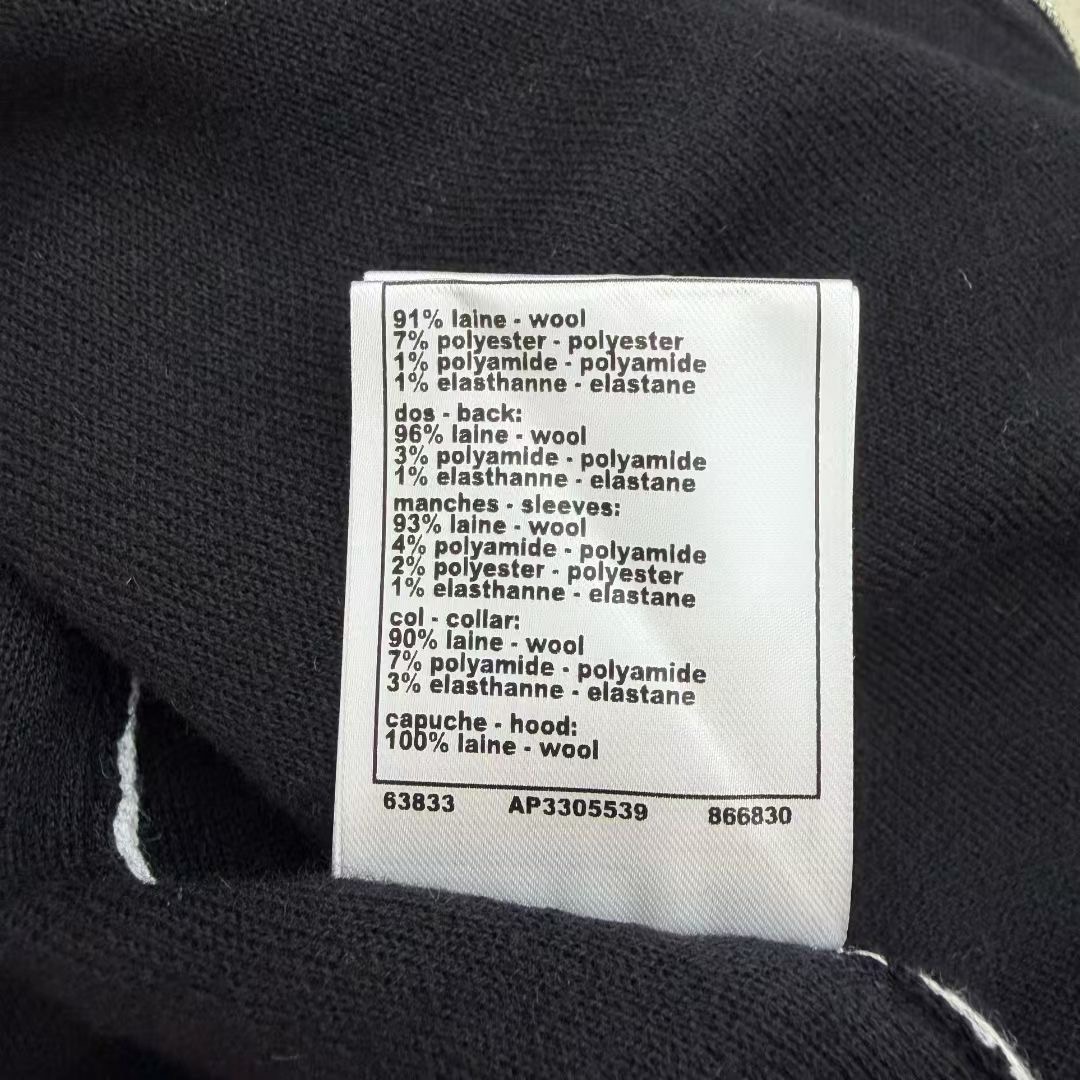 91% laine - wool
7% polyester - polyester
1% polyamide - polyamide
1% elasthanne - elastane
dos - back:
96% laine - wool
3% polyamide - polyamide
1% elasthanne - elastane
manches - sleeves:
93% laine - wool
4% polyamide - polyamide
2% polyester - polyester
1% elasthanne - elastane
col - collar:
90% laine - wool
7% polyamide - polyamide
3% elasthanne - elastane
capuche - hood:
100% laine - wool
63833 AP3305539 866830